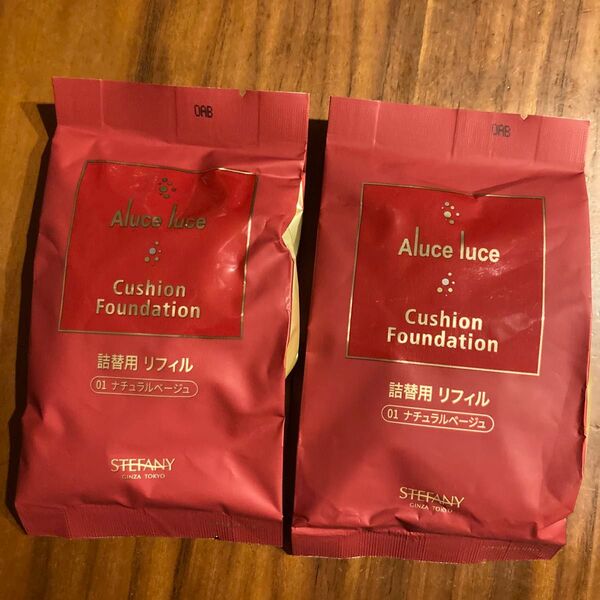 0AB
Aluce luce
Cushion
Foundation
詰替用 リフィル
01 ナチュラルベージュ
STEFANY
GINZA TOKYO
0AB
Aluce luce
Cushion
Foundation
詰替用 リフィル
01 ナチュラルベージュ
STEFANY
GINZA TOKYO